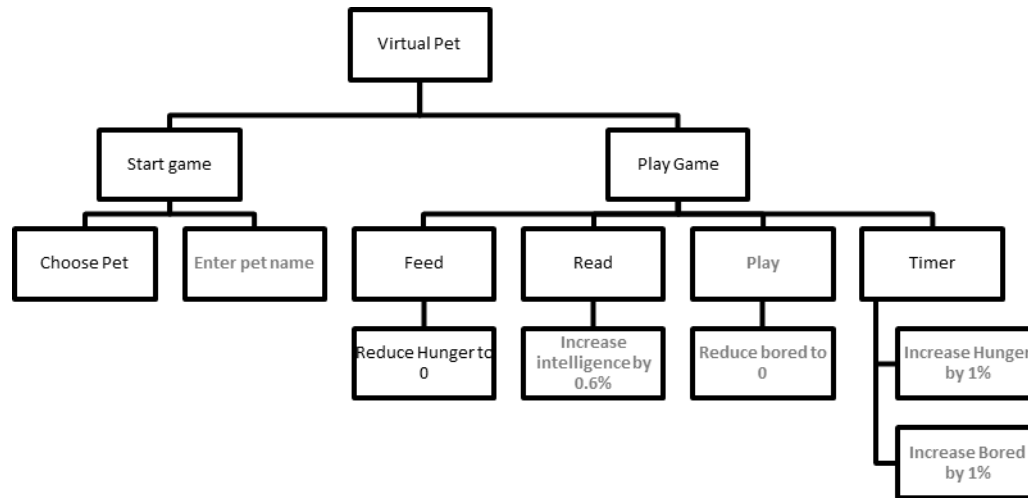 Virtual Pet
Start game
Play Game
Choose Pet
Enter pet name
Feed
Read
Play
Timer
Reduce Hunger to
0
Increase
intelligence by
0.6%
Reduce bored to
0
Increase Hunger
by 1%
Increase Bored
by 1%